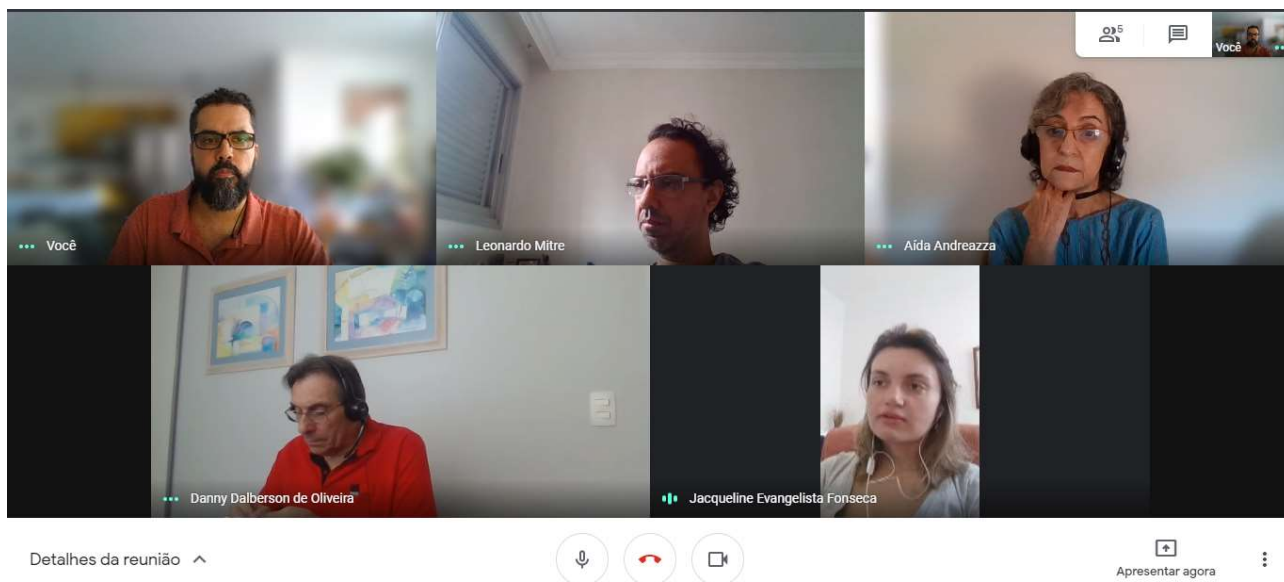 5
Você
Você
Leonardo Mitre
Aída Andreazza
Danny Dalberson de Oliveira
Jacqueline Evangelista Fonseca
Detalhes da reunião
Apresentar agora